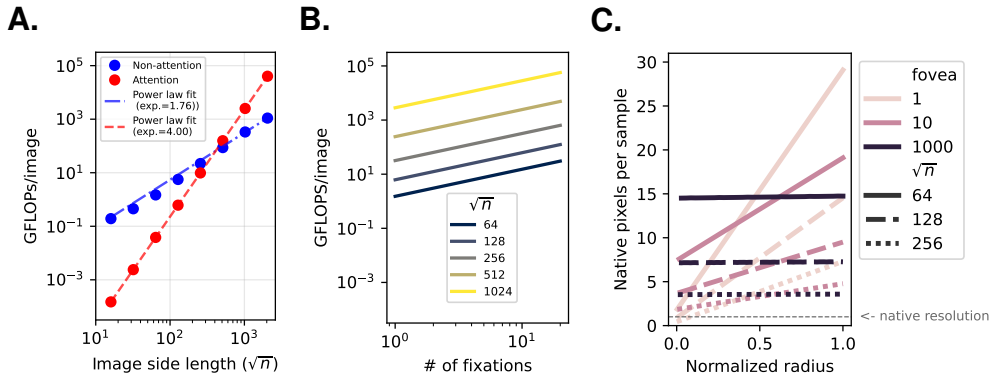 A.
GFLOPs/image
10^5
10^3
10^1
10^−1
10^−3
Non-attention
Attention
Power law fit
(exp.=1.76))
Power law fit
(exp.=4.00)
10^1
10^2
10^3
Image side length (√n)
B.
GFLOPS/image
10^5
10^3
10^1
10^−1
10^−3
√n
64
128
256
512
1024
10^0
10^1
# of fixations
C.
Native pixels per sample
30
25
20
15
10
5
0
0.0
0.5
1.0
Normalized radius
fovea
1
10
1000
√n
64
128
256
<- native resolution